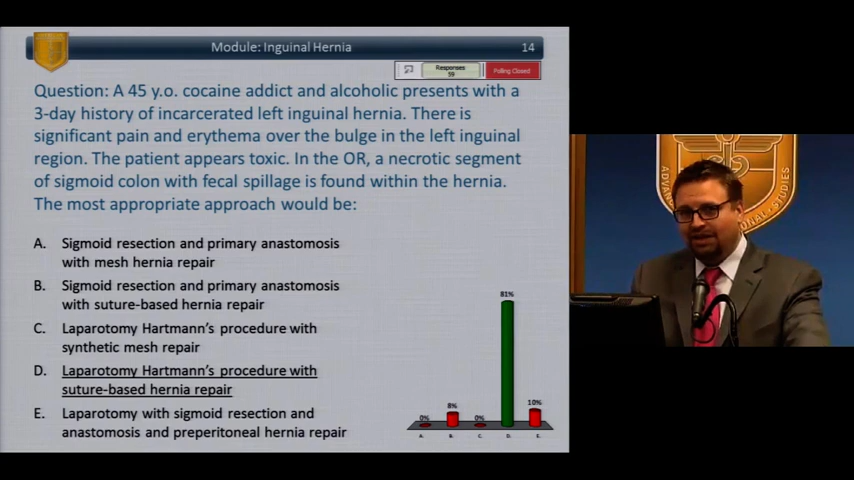 Module: Inguinal Hernia
14
Responses
59
Polling Closed
Question: A 45 y.o. cocaine addict and alcoholic presents with a
3-day history of incarcerated left inguinal hernia. There is
significant pain and erythema over the bulge in the left inguinal
region. The patient appears toxic. In the OR, a necrotic segment
of sigmoid colon with fecal spillage is found within the hernia.
The most appropriate approach would be:
A. Sigmoid resection and primary anastomosis
with mesh hernia repair
B. Sigmoid resection and primary anastomosis
with suture-based hernia repair
C. Laparotomy Hartmann's procedure with
synthetic mesh repair
D. Laparotomy Hartmann's procedure with
suture-based hernia repair
E. Laparotomy with sigmoid resection and
anastomosis and preperitoneal hernia repair
0% 8% 0% 81% 10%
A. B. C. D. E.
STUDIES